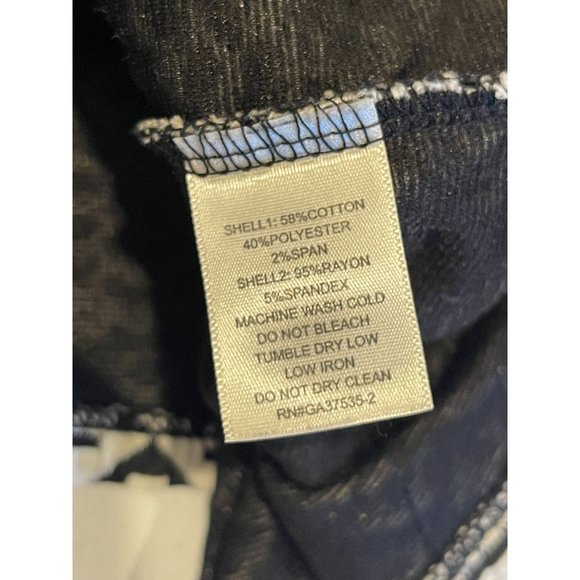 SHELL1: 58%COTTON
40%POLYESTER
2%SPAN
SHELL2: 95%RAYON
5%SPANDEX
MACHINE WASH COLD
DO NOT BLEACH
TUMBLE DRY LOW
LOW IRON
DO NOT DRY CLEAN
RN#GA37535-2